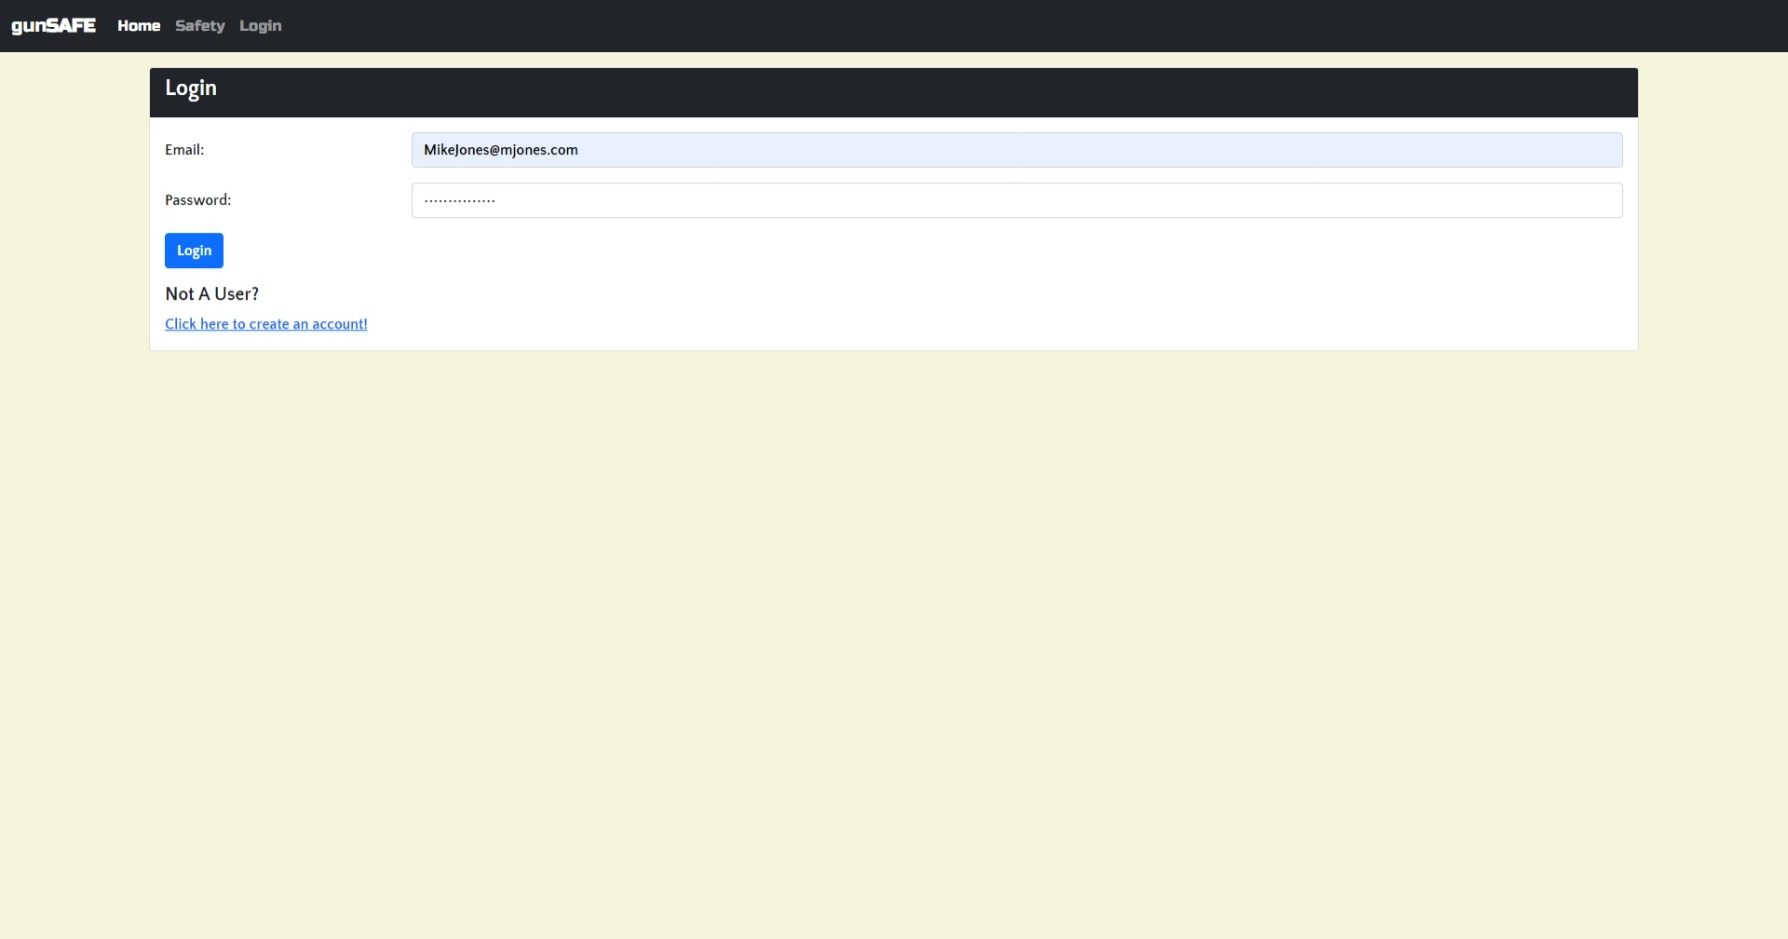 gunSAFE Home Safety Login
Login
Email: MikeJones@mjones.com
Password: ···············
Login
Not A User?
Click here to create an account!